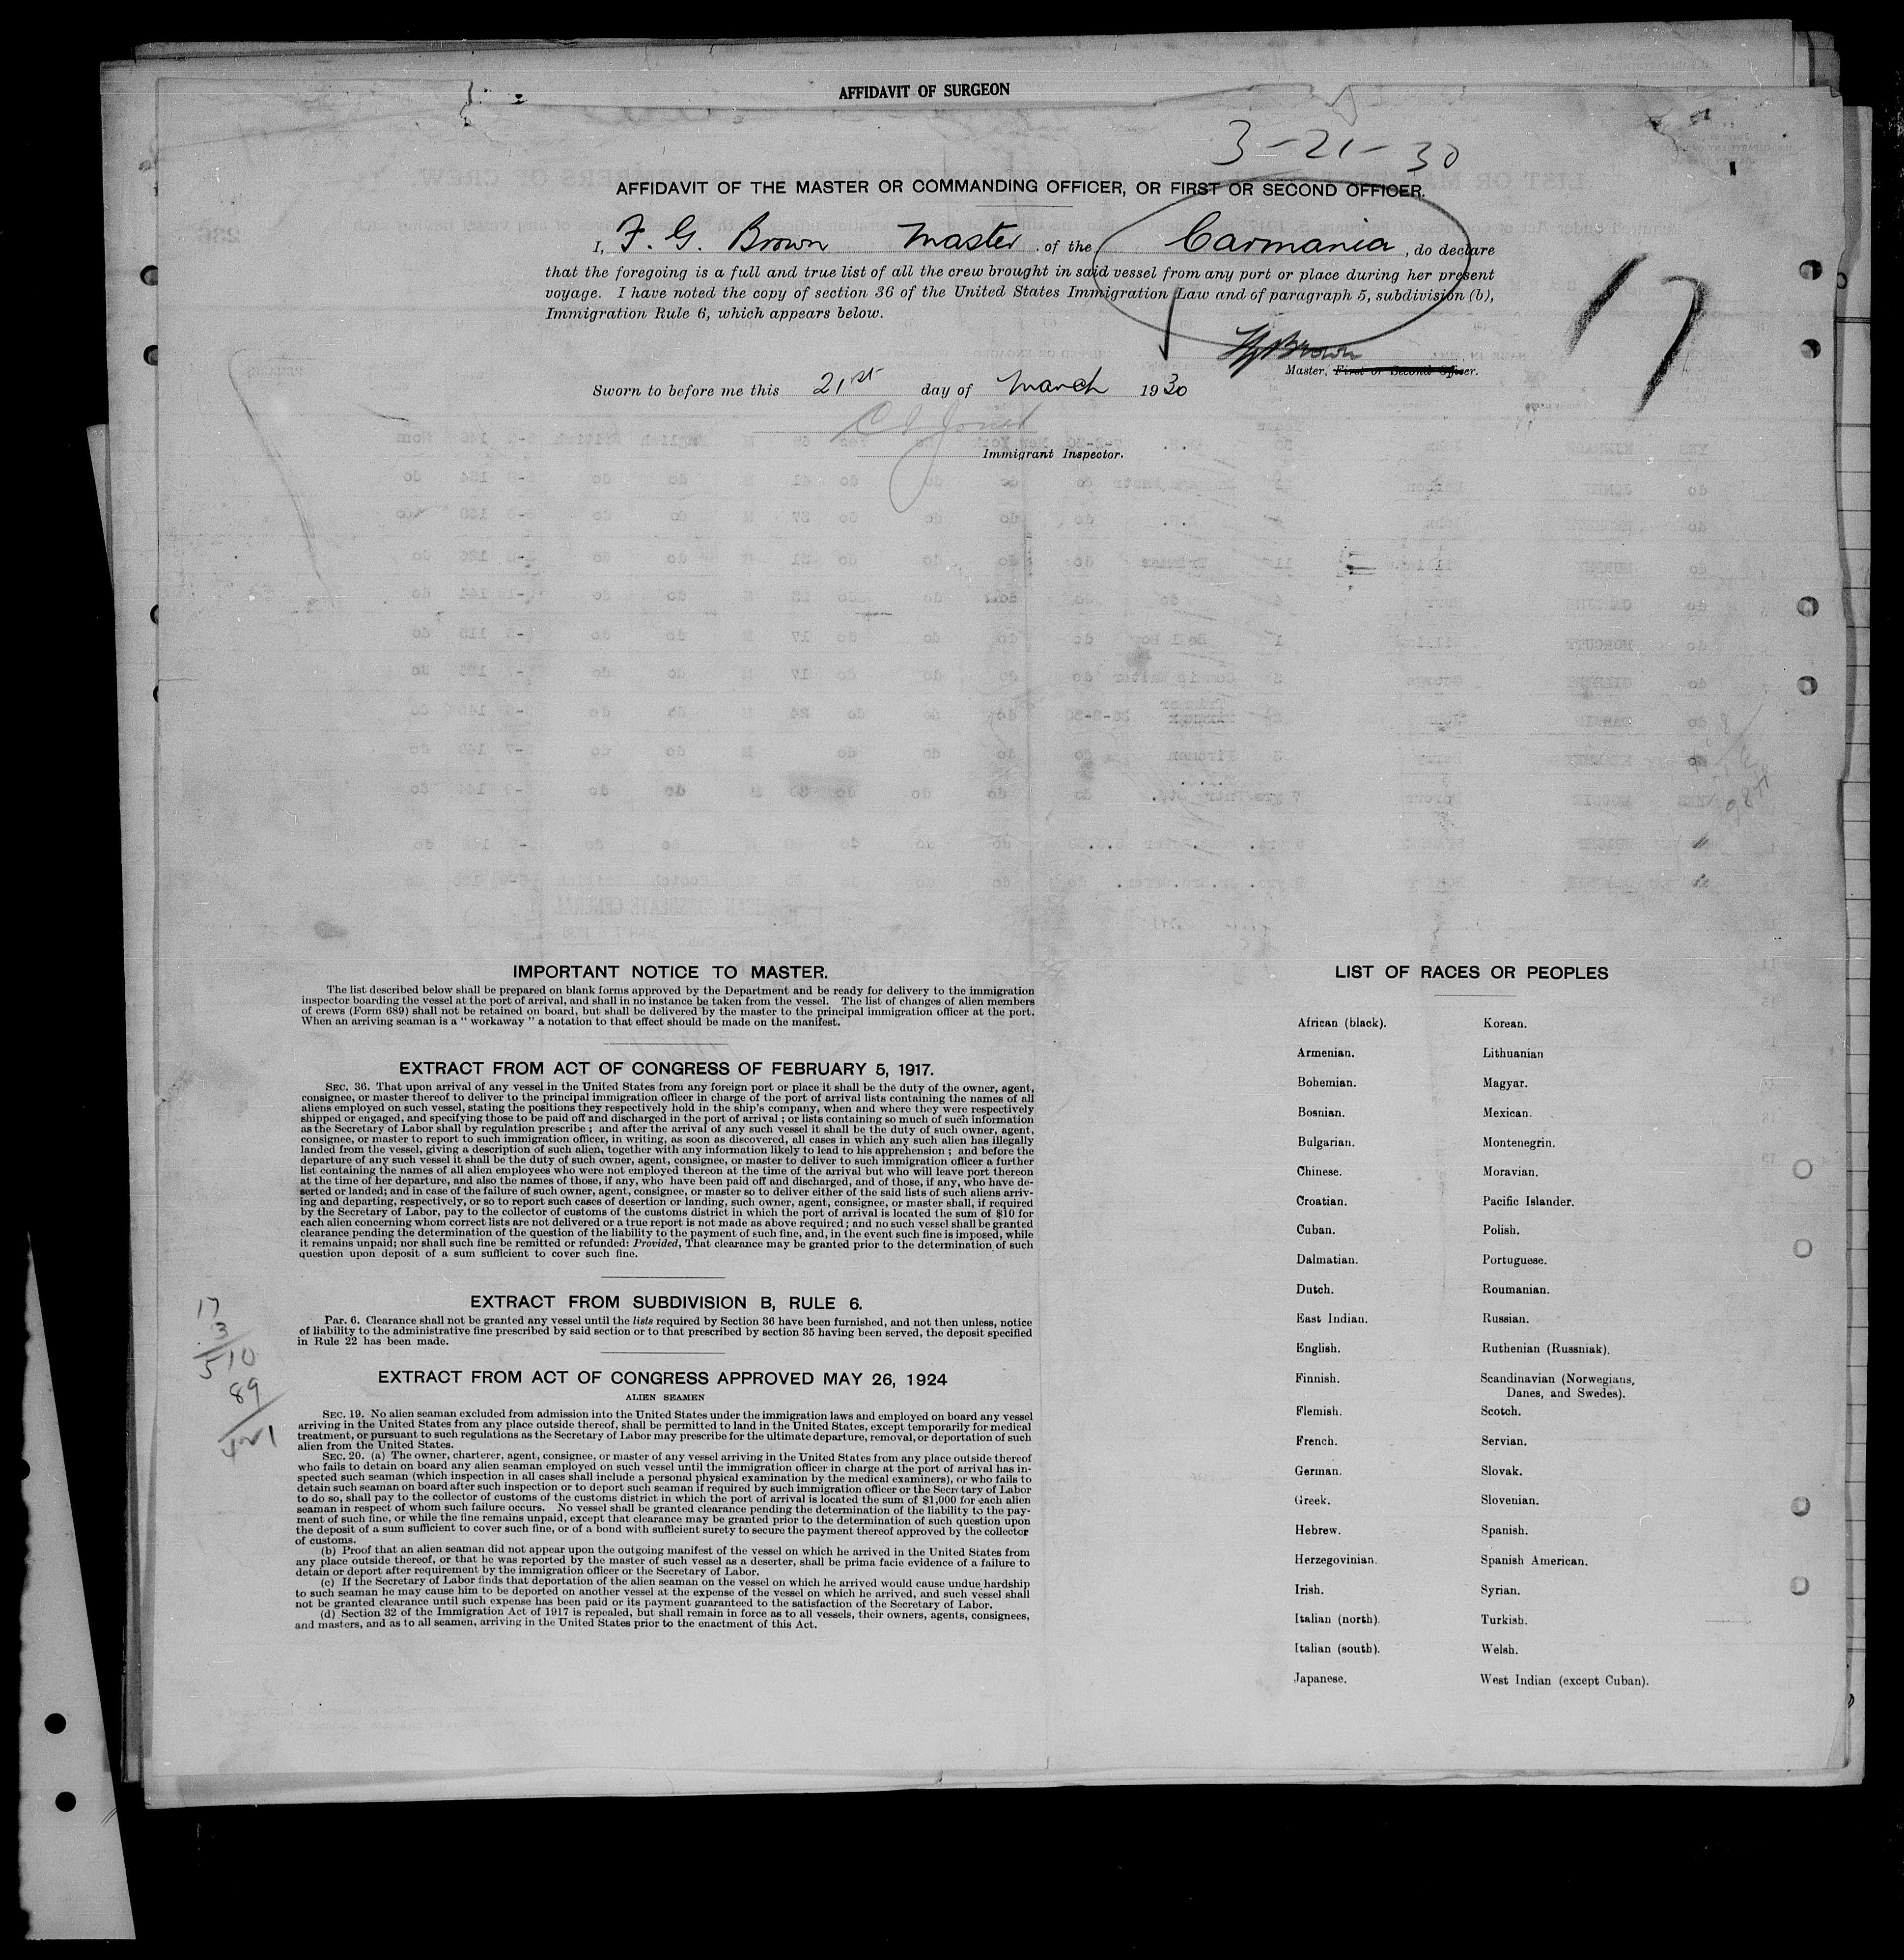 AFFIDAVIT OF SURGEON
3-21-30
AFFIDAVIT OF THE MASTER OR COMMANDING OFFICER, OR FIRST OR SECOND OFFICER.
I, F. G. Brown Master, of the Carmania, do declare
that the foregoing is a full and true list of all the crew brought in said vessel from any port or place during her present
voyage. I have noted the copy of section 36 of the United States Immigration Law and of paragraph 5, subdivision (b),
Immigration Rule 6, which appears below.
17
Brown
Master, First or Second Officer.
Sworn to before me this 21st day of March 1930
Jones
Immigrant Inspector.
IMPORTANT NOTICE TO MASTER.
The list described below shall be prepared on blank forms approved by the Department and be ready for delivery to the immigration
inspector boarding the vessel at the port of arrival, and shall in no instance be taken from the vessel. The list of changes of alien members
of crews (Form 689) shall not be retained on board, but shall be delivered by the master to the principal immigration officer at the port.
When an arriving seaman is a " workaway " a notation to that effect should be made on the manifest.
EXTRACT FROM ACT OF CONGRESS OF FEBRUARY 5, 1917.
SEC. 36. That upon arrival of any vessel in the United States from any foreign port or place it shall be the duty of the owner, agent,
consignee, or master thereof to deliver to the principal immigration officer in charge of the port of arrival lists containing the names of all
aliens employed on such vessel, stating the positions they respectively hold in the ship's company, when and where they were respectively
shipped or engaged, and specifying those to be paid off and discharged in the port of arrival ; or lists containing so much of such information
as the Secretary of Labor shall by regulation prescribe ; and after the arrival of any such vessel it shall be the duty of such owner, agent,
consignee, or master to report to such immigration officer, in writing, as soon as discovered, all cases in which any such alien has illegally
landed from the vessel, giving a description of such alien, together with any information likely to lead to his apprehension ; and before the
departure of any such vessel it shall be the duty of such owner, agent, consignee, or master to deliver to such immigration officer a further
list containing the names of all alien employees who were not employed thereon at the time of the arrival but who will leave port thereon
at the time of her departure, and also the names of those, if any, who have been paid off and discharged, and of those, if any, who have de-
serted or landed; and in case of the failure of such owner, agent, consignee, or master so to deliver either of the said lists of such aliens arriv-
ing and departing, respectively, or so to report such cases of desertion or landing, such owner, agent, consignee, or master shall, if required
by the Secretary of Labor, pay to the collector of customs of the customs district in which the port of arrival is located the sum of $10 for
each alien concerning whom correct lists are not delivered or a true report is not made as above required ; and no such vessel shall be granted
clearance pending the determination of the question of the liability to the payment of such fine, and, in the event such fine is imposed, while
it remains unpaid; nor shall such fine be remitted or refunded: Provided, That clearance may be granted prior to the determination of such
question upon deposit of a sum sufficient to cover such fine.
EXTRACT FROM SUBDIVISION B, RULE 6.
Par. 6. Clearance shall not be granted any vessel until the lists required by Section 36 have been furnished, and not then unless, notice
of liability to the administrative fine prescribed by said section or to that prescribed by section 35 having been served, the deposit specified
in Rule 22 has been made.
17
3
510
89
EXTRACT FROM ACT OF CONGRESS APPROVED MAY 26, 1924
ALIEN SEAMEN
SEC. 19. No alien seaman excluded from admission into the United States under the immigration laws and employed on board any vessel
arriving in the United States from any place outside thereof, shall be permitted to land in the United States, except temporarily for medical
treatment, or pursuant to such regulations as the Secretary of Labor may prescribe for the ultimate departure, removal, or deportation of such
alien from the United States.
SEC. 20. (a) The owner, charterer, agent, consignee, or master of any vessel arriving in the United States from any place outside thereof
who fails to detain on board any alien seaman employed on such vessel until the immigration officer in charge at the port of arrival has in-
spected such seaman (which inspection in all cases shall include a personal physical examination by the medical examiners), or who fails to
detain such seaman on board after such inspection or to deport such seaman if required by such immigration officer or the Secretary of Labor
to do so, shall pay to the collector of customs of the customs district in which the port of arrival is located the sum of $1,000 for each alien
seaman in respect of whom such failure occurs. No vessel shall be granted clearance pending the determination of the liability to the pay-
ment of such fine, or while the fine remains unpaid, except that clearance may be granted prior to the determination of such question upon
the deposit of a sum sufficient to cover such fine, or of a bond with sufficient surety to secure the payment thereof approved by the collector
of customs.
(b) Proof that an alien seaman did not appear upon the outgoing manifest of the vessel on which he arrived in the United States from
any place outside thereof, or that he was reported by the master of such vessel as a deserter, shall be prima facie evidence of a failure to
detain or deport after requirement by the immigration officer or the Secretary of Labor.
(c) If the Secretary of Labor finds that deportation of the alien seaman on the vessel on which he arrived would cause undue hardship
to such seaman he may cause him to be deported on another vessel at the expense of the vessel on which he arrived, and such vessel shall
not be granted clearance until such expense has been paid or its payment guaranteed to the satisfaction of the Secretary of Labor.
(d) Section 32 of the Immigration Act of 1917 is repealed, but shall remain in force as to all vessels, their owners, agents, consignees,
and masters, and as to all seamen, arriving in the United States prior to the enactment of this Act.
LIST OF RACES OR PEOPLES
African (black). Korean.
Armenian. Lithuanian
Bohemian. Magyar.
Bosnian. Mexican.
Bulgarian. Montenegrin.
Chinese. Moravian.
Croatian. Pacific Islander.
Cuban. Polish.
Dalmatian. Portuguese.
Dutch. Roumanian.
East Indian. Russian.
English. Ruthenian (Russniak).
Finnish. Scandinavian (Norwegians,
Danes, and Swedes).
Flemish. Scotch.
French. Servian.
German. Slovak.
Greek. Slovenian.
Hebrew. Spanish.
Herzegovinian. Spanish American.
Irish. Syrian.
Italian (north). Turkish.
Italian (south). Welsh.
Japanese. West Indian (except Cuban).